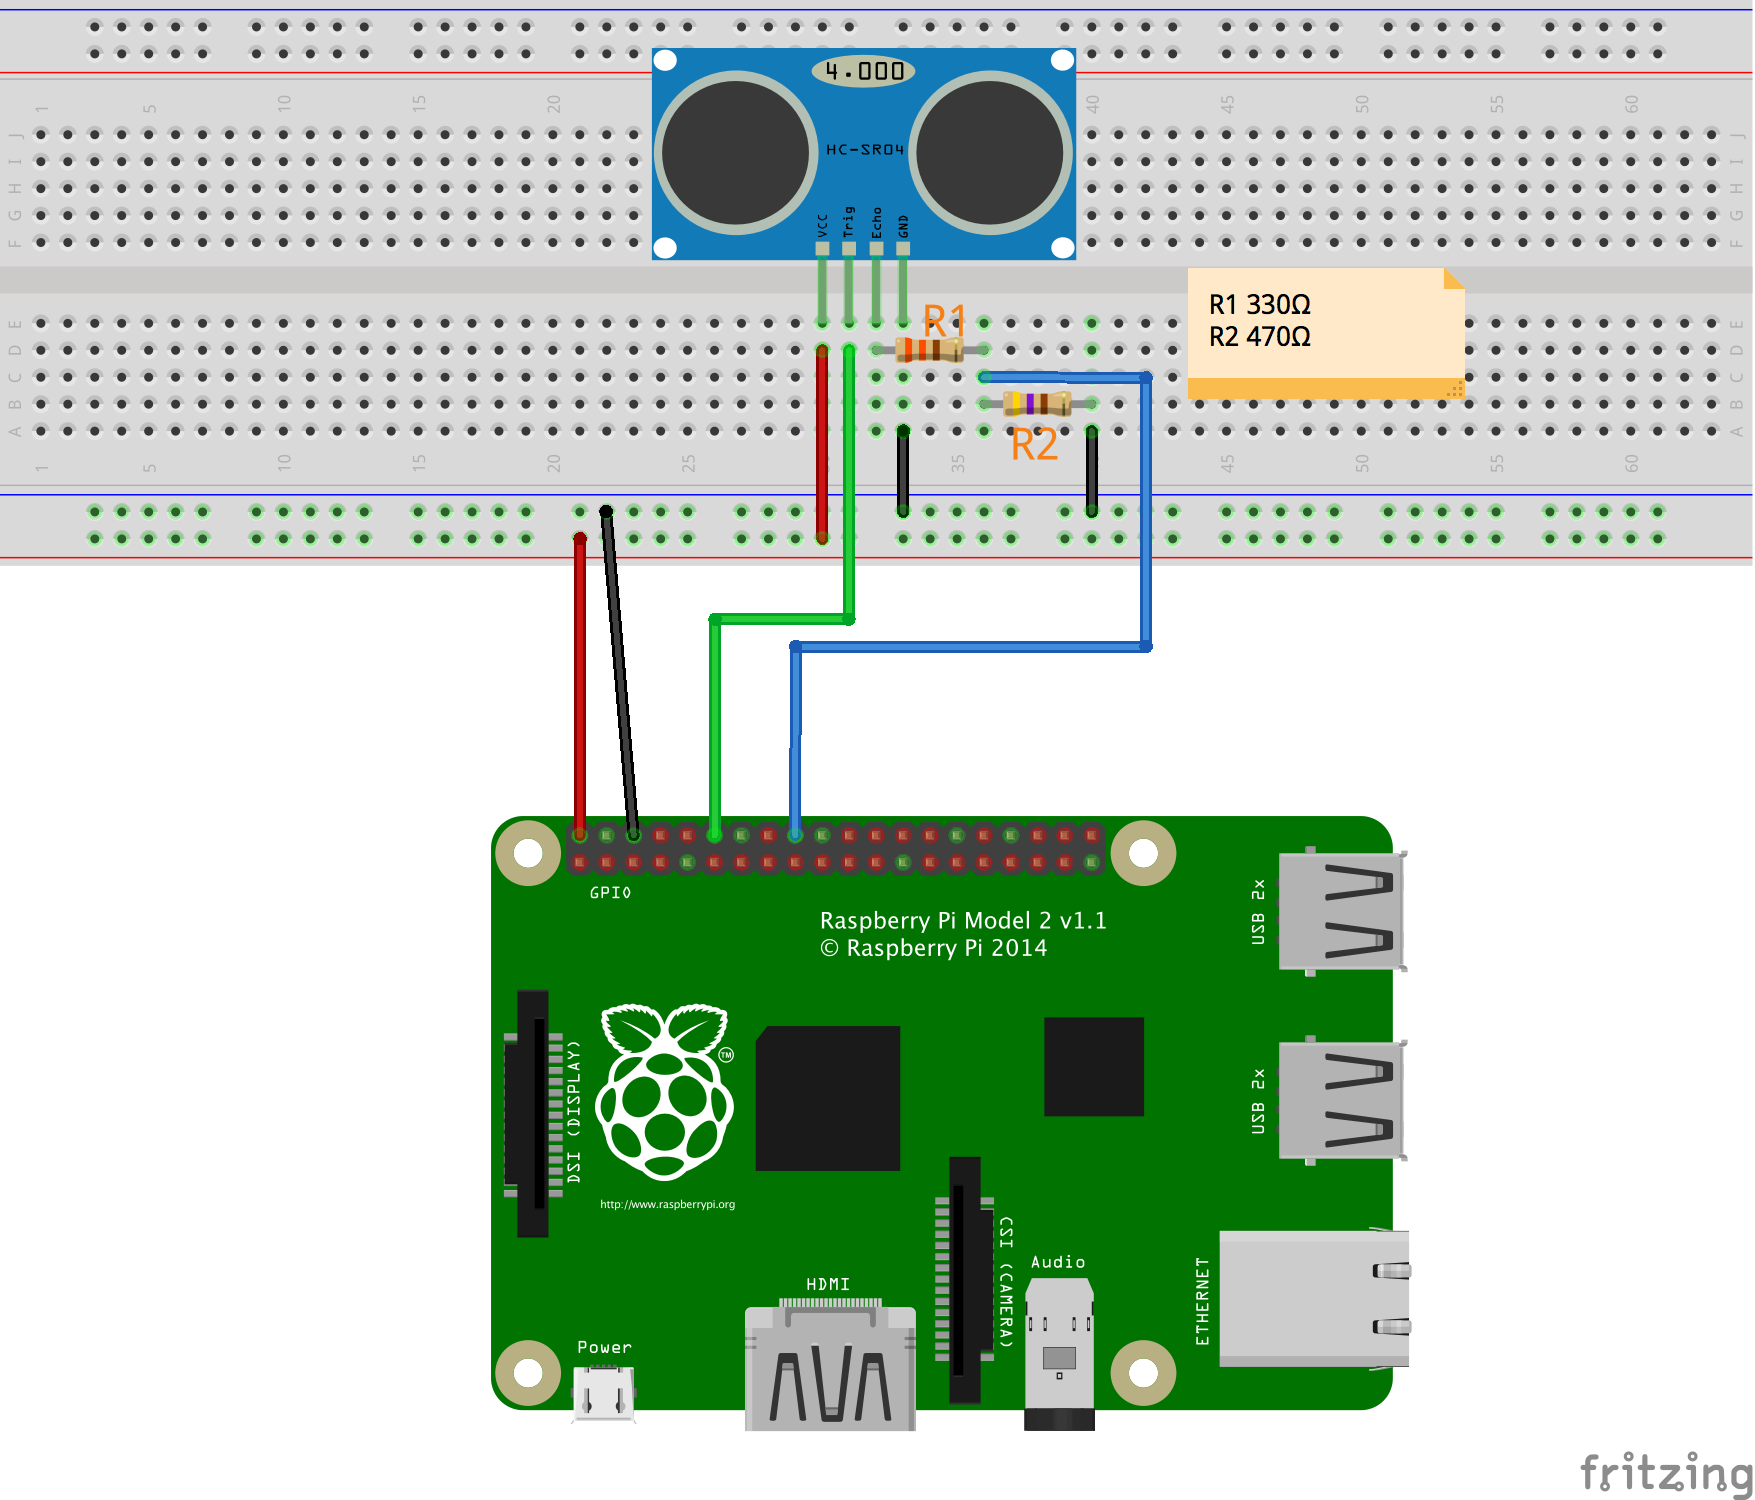 4.000
HC-SR04
VCC
Trig
Echo
GND
1
5
10
15
20
40
45
50
55
60
J
I
H
G
F
J
I
H
G
F
R1 330Ω
R2 470Ω
R1
R2
E
D
C
B
A
E
D
B
A
1
5
10
15
20
25
35
45
50
55
60
GPIO
Raspberry Pi Model 2 v1.1
© Raspberry Pi 2014
USB 2x
USB 2x
DSI (DISPLAY)
TM
http://www.raspberrypi.org
CSI (CAMERA)
Audio
HDMI
ETHERNET
Power
fritzing